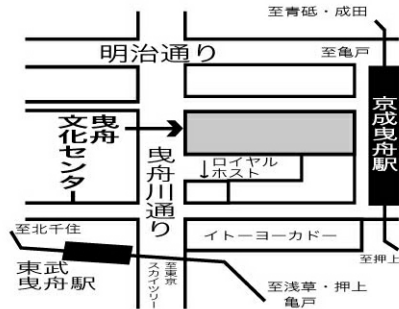 至青砥・成田
明治通り
至亀戸
曳舟
文化センター
京成曳舟駅
曳舟川通り
ロイヤル
ホスト
至北千住
イトーヨーカドー
東武
曳舟駅
至東京
スカイツリー
至押上
至浅草・押上
亀戸